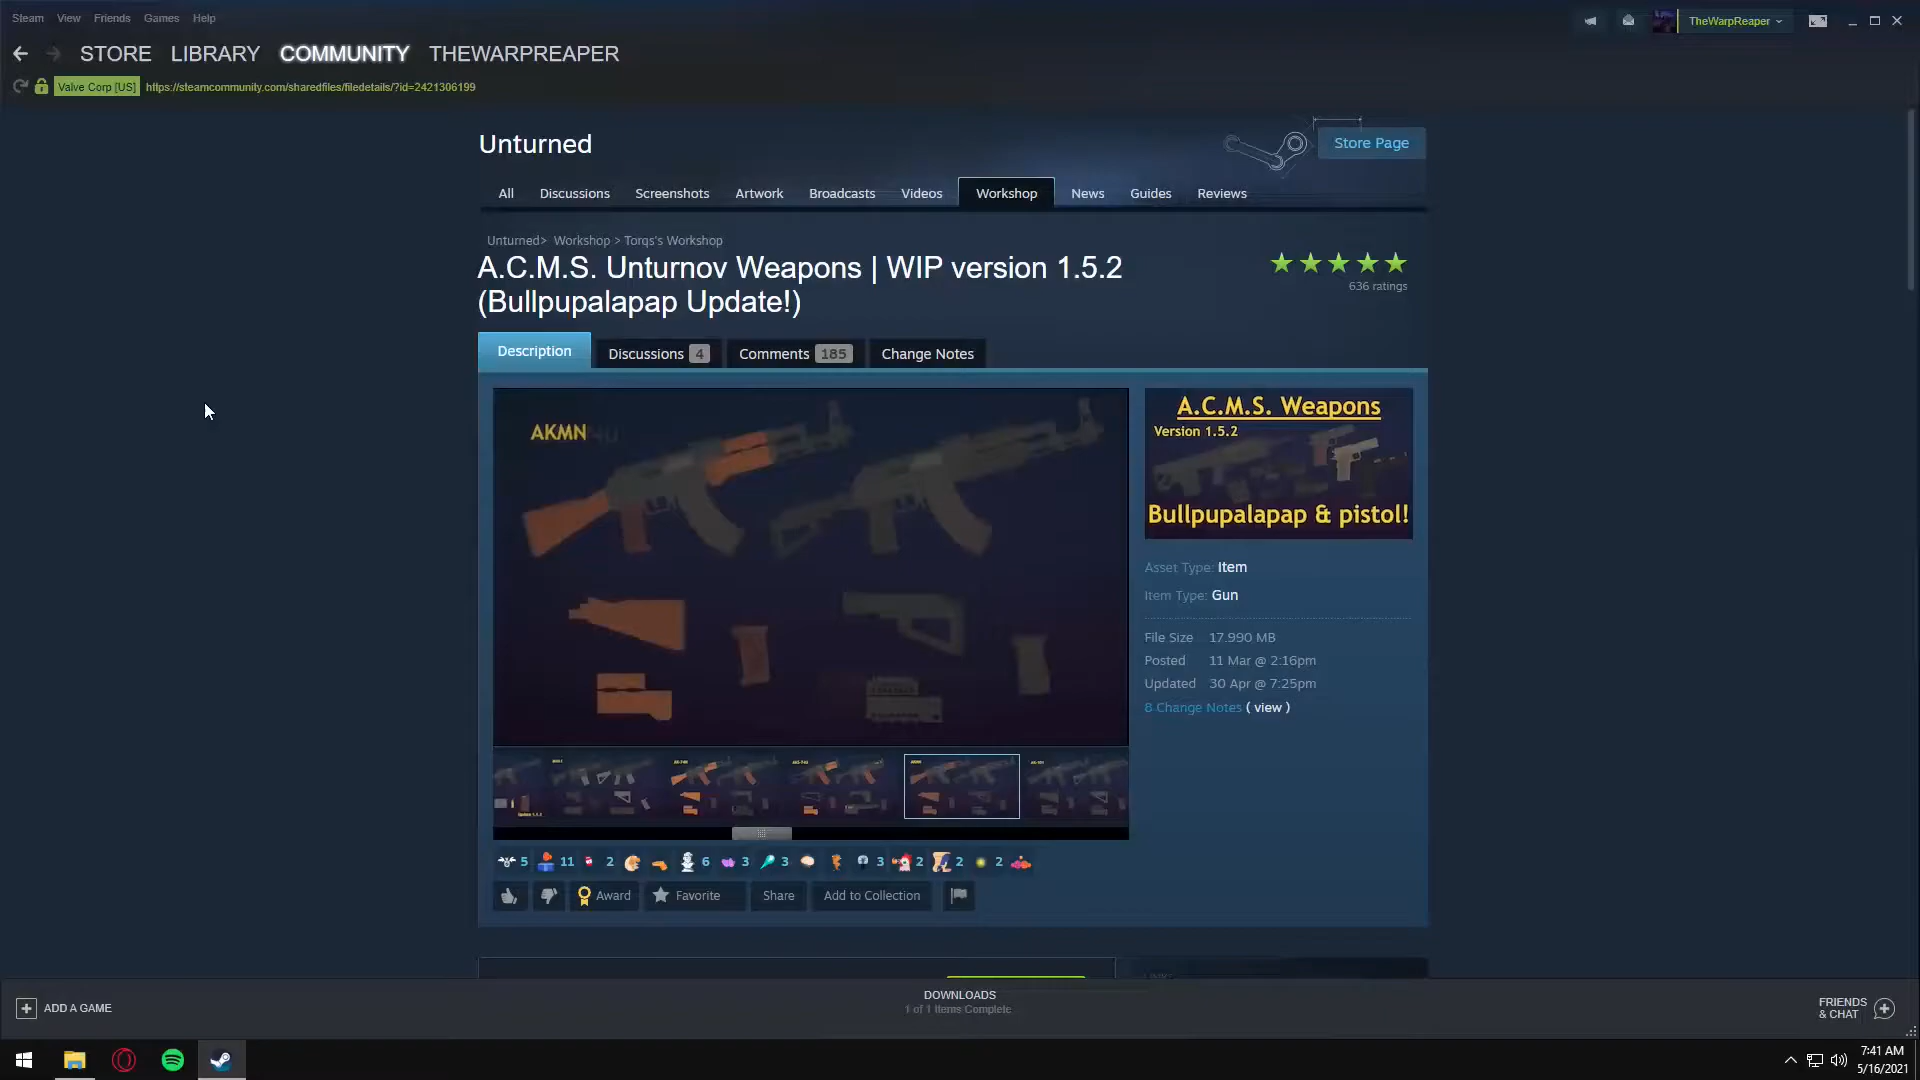 Steam View Friends Games Help
TheWarpReaper
STORE LIBRARY COMMUNITY THEWARPREAPER
Valve Corp [US] https://steamcommunity.com/sharedfiles/filedetails/?id=2421306199
Unturned
Store Page
All Discussions Screenshots Artwork Broadcasts Videos Workshop News Guides Reviews
Unturned> Workshop > Torqs's Workshop
A.C.M.S. Unturnov Weapons | WIP version 1.5.2
(Bullpupalapap Update!)
636 ratings
Description Discussions 4 Comments 185 Change Notes
AKMN
A.C.M.S. Weapons
Version 1.5.2
Bullpupalapap & pistol!
Asset Type: Item
Item Type: Gun
File Size 17.990 MB
Posted 11 Mar @ 2:16pm
Updated 30 Apr @ 7:25pm
8 Change Notes ( view )
5 11 2 6 3 3 3 2 2 2
Award Favorite Share Add to Collection
ADD A GAME
DOWNLOADS
1 of 1 Items Complete
FRIENDS
& CHAT
7:41 AM
5/16/2021